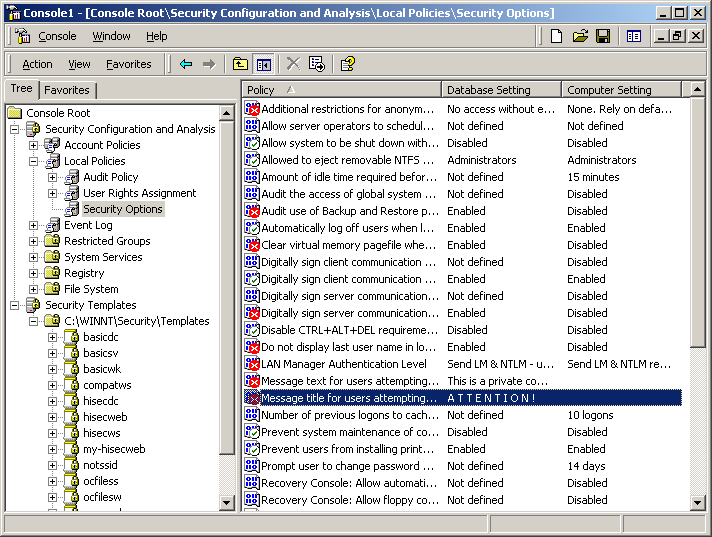 Console1 - [Console Root\Security Configuration and Analysis\Local Policies\Security Options]
Console Window Help
Action View Favorites
Tree Favorites
Console Root
Security Configuration and Analysis
Account Policies
Local Policies
Audit Policy
User Rights Assignment
Security Options
Event Log
Restricted Groups
System Services
Registry
File System
Security Templates
C:\WINNT\Security\Templates
basicdc
basicsv
basicwk
compatws
hisecdc
hisecweb
hisecws
my-hisecweb
notssid
ocfiless
ocfilesw
Policy Database Setting Computer Setting
Additional restrictions for anonym... No access without e... None. Rely on defa...
Allow server operators to schedul... Not defined Not defined
Allow system to be shut down with... Disabled Disabled
Allowed to eject removable NTFS ... Administrators Administrators
Amount of idle time required befor... Not defined 15 minutes
Audit the access of global system ... Not defined Disabled
Audit use of Backup and Restore p... Enabled Disabled
Automatically log off users when l... Enabled Enabled
Clear virtual memory pagefile whe... Enabled Disabled
Digitally sign client communication ... Not defined Disabled
Digitally sign client communication ... Enabled Enabled
Digitally sign server communication... Not defined Disabled
Digitally sign server communication... Enabled Disabled
Disable CTRL+ALT+DEL requireme... Disabled Disabled
Do not display last user name in lo... Enabled Disabled
LAN Manager Authentication Level Send LM & NTLM - u... Send LM & NTLM re...
Message text for users attempting... This is a private co...
Message title for users attempting... A T T E N T I O N !
Number of previous logons to cach... Not defined 10 logons
Prevent system maintenance of co... Disabled Disabled
Prevent users from installing print... Enabled Enabled
Prompt user to change password ... Not defined 14 days
Recovery Console: Allow automati... Not defined Disabled
Recovery Console: Allow floppy co... Not defined Disabled